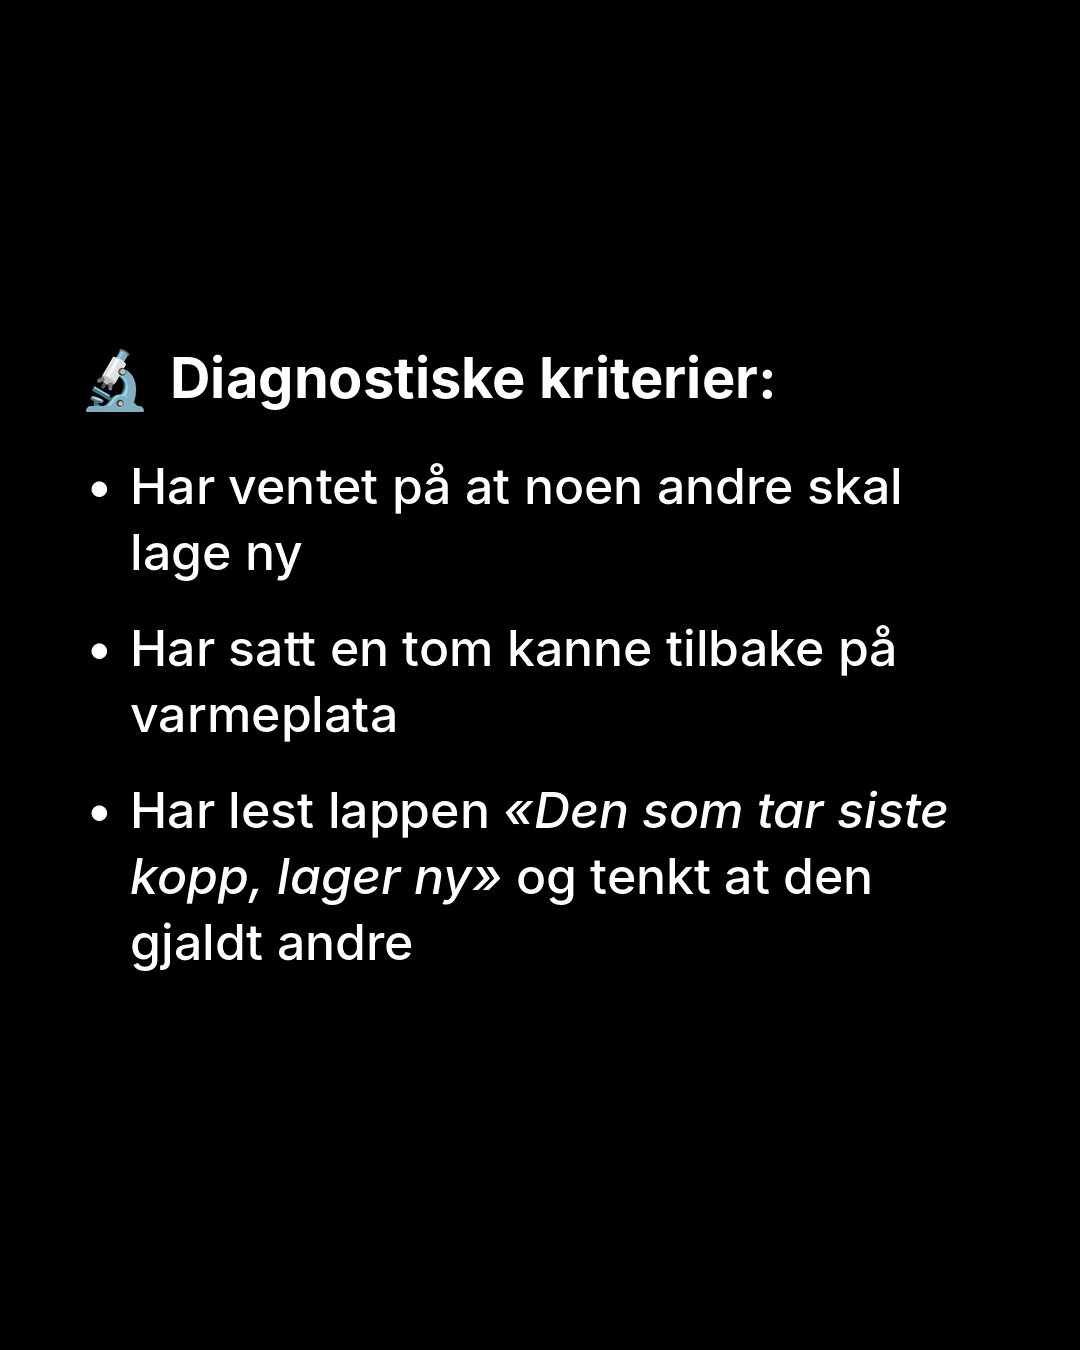 🔬 Diagnostiske kriterier:
• Har ventet på at noen andre skal
lage ny
• Har satt en tom kanne tilbake på
varmeplata
• Har lest lappen «Den som tar siste
kopp, lager ny» og tenkt at den
gjaldt andre